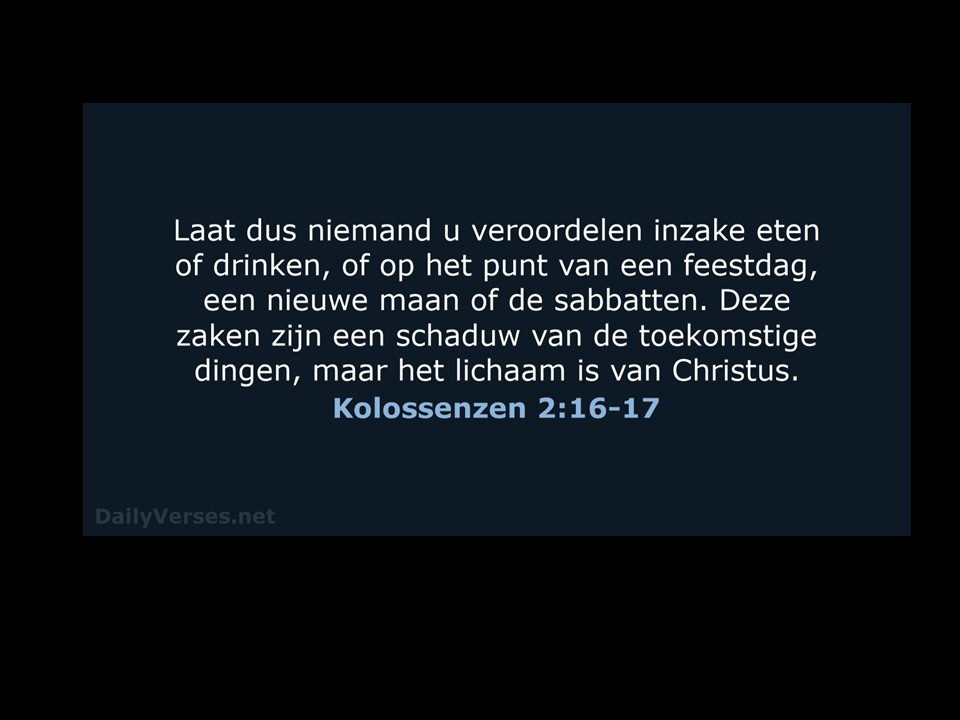 Laat dus niemand u veroordelen inzake eten
of drinken, of op het punt van een feestdag,
een nieuwe maan of de sabbatten. Deze
zaken zijn een schaduw van de toekomstige
dingen, maar het lichaam is van Christus.
Kolossenzen 2:16-17
DailyVerses.net